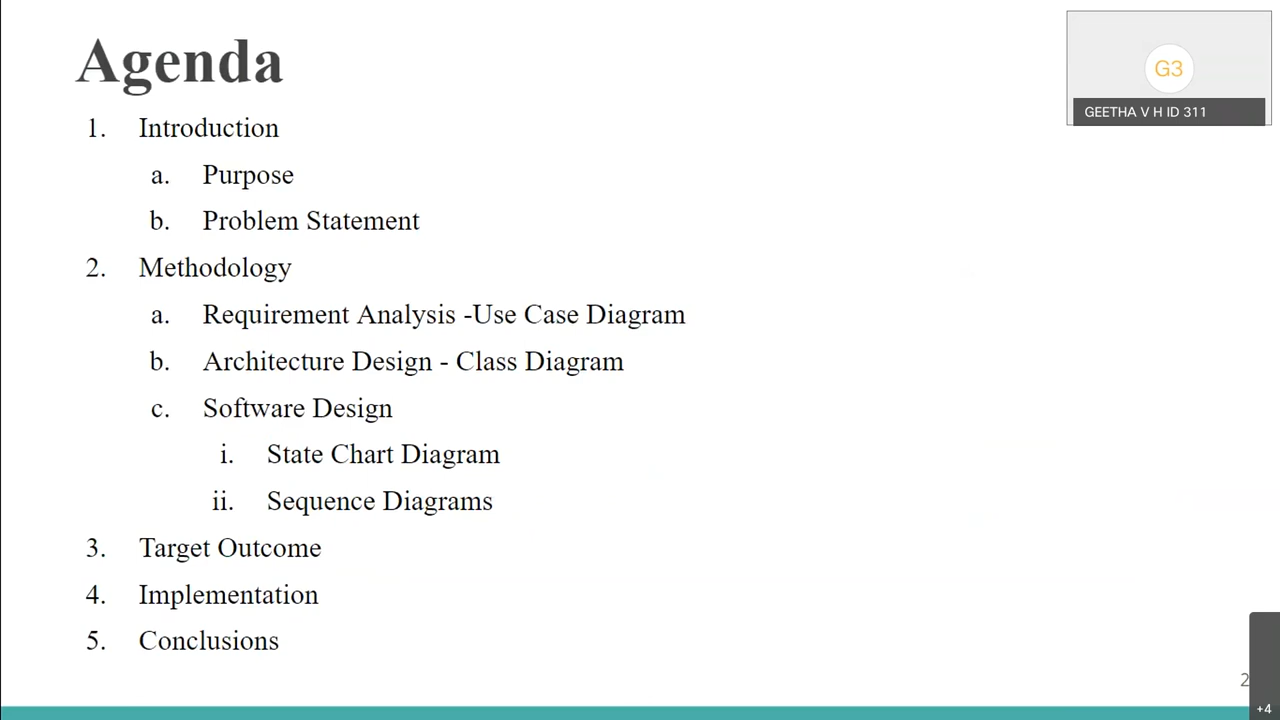 Agenda
1. Introduction
a. Purpose
b. Problem Statement
2. Methodology
a. Requirement Analysis -Use Case Diagram
b. Architecture Design - Class Diagram
c. Software Design
i. State Chart Diagram
ii. Sequence Diagrams
3. Target Outcome
4. Implementation
5. Conclusions
G3
GEETHA V H ID 311
2
+4